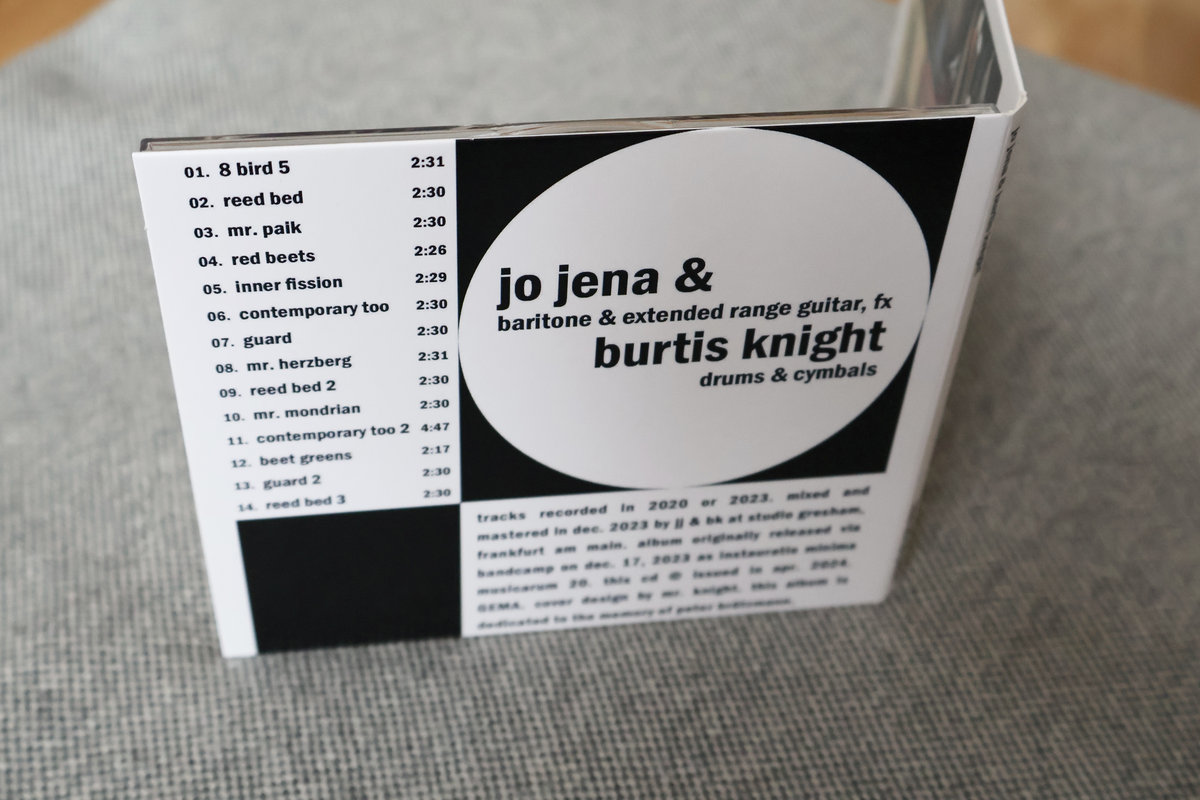 01. 8 bird 5 2:31
02. reed bed 2:30
03. mr. paik 2:30
04. red beets 2:26
05. inner fission 2:29
06. contemporary too 2:30
07. guard 2:30
08. mr. herzberg 2:31
09. reed bed 2 2:30
10. mr. mondrian 2:30
11. contemporary too 2 4:47
12. beet greens 2:17
13. guard 2 2:30
14. reed bed 3 2:30
jo jena &
baritone & extended range guitar, fx
burtis knight
drums & cymbals
tracks recorded in 2020 or 2023. mixed and
mastered in dec. 2023 by jj & bk at studio gresham,
frankfurt am main. album originally released via
bandcamp on dec. 17, 2023 as instauratio minima
musicarum 20. this cd © issued in apr. 2024.
GEMA. cover design by mr. knight. this album is
dedicated to the memory of peter brötzmann.